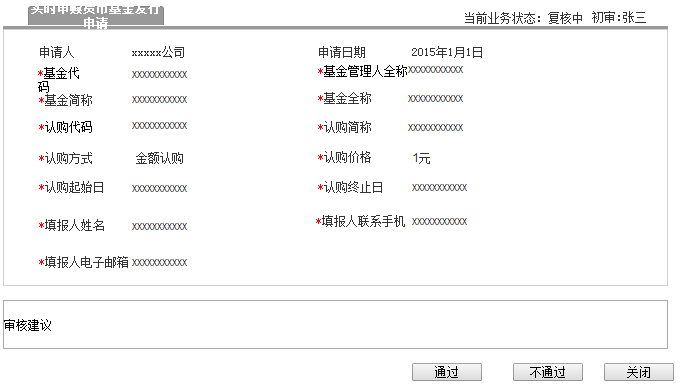 实时申购货币基金发行
申请
当前业务状态：复核中 初审:张三
申请人 xxxxx公司 申请日期 2015年1月1日
*基金代码 XXXXXXXXXXX *基金管理人全称XXXXXXXXXXX
*基金简称 XXXXXXXXXXX *基金全称 XXXXXXXXXXX
*认购代码 XXXXXXXXXXX *认购简称 XXXXXXXXXXX
*认购方式 金额认购 *认购价格 1元
*认购起始日 XXXXXXXXXXX *认购终止日 XXXXXXXXXXX
*填报人姓名 XXXXXXXXXXX *填报人联系手机 XXXXXXXXXXX
*填报人电子邮箱 XXXXXXXXXXX
审核建议
通过 不通过 关闭